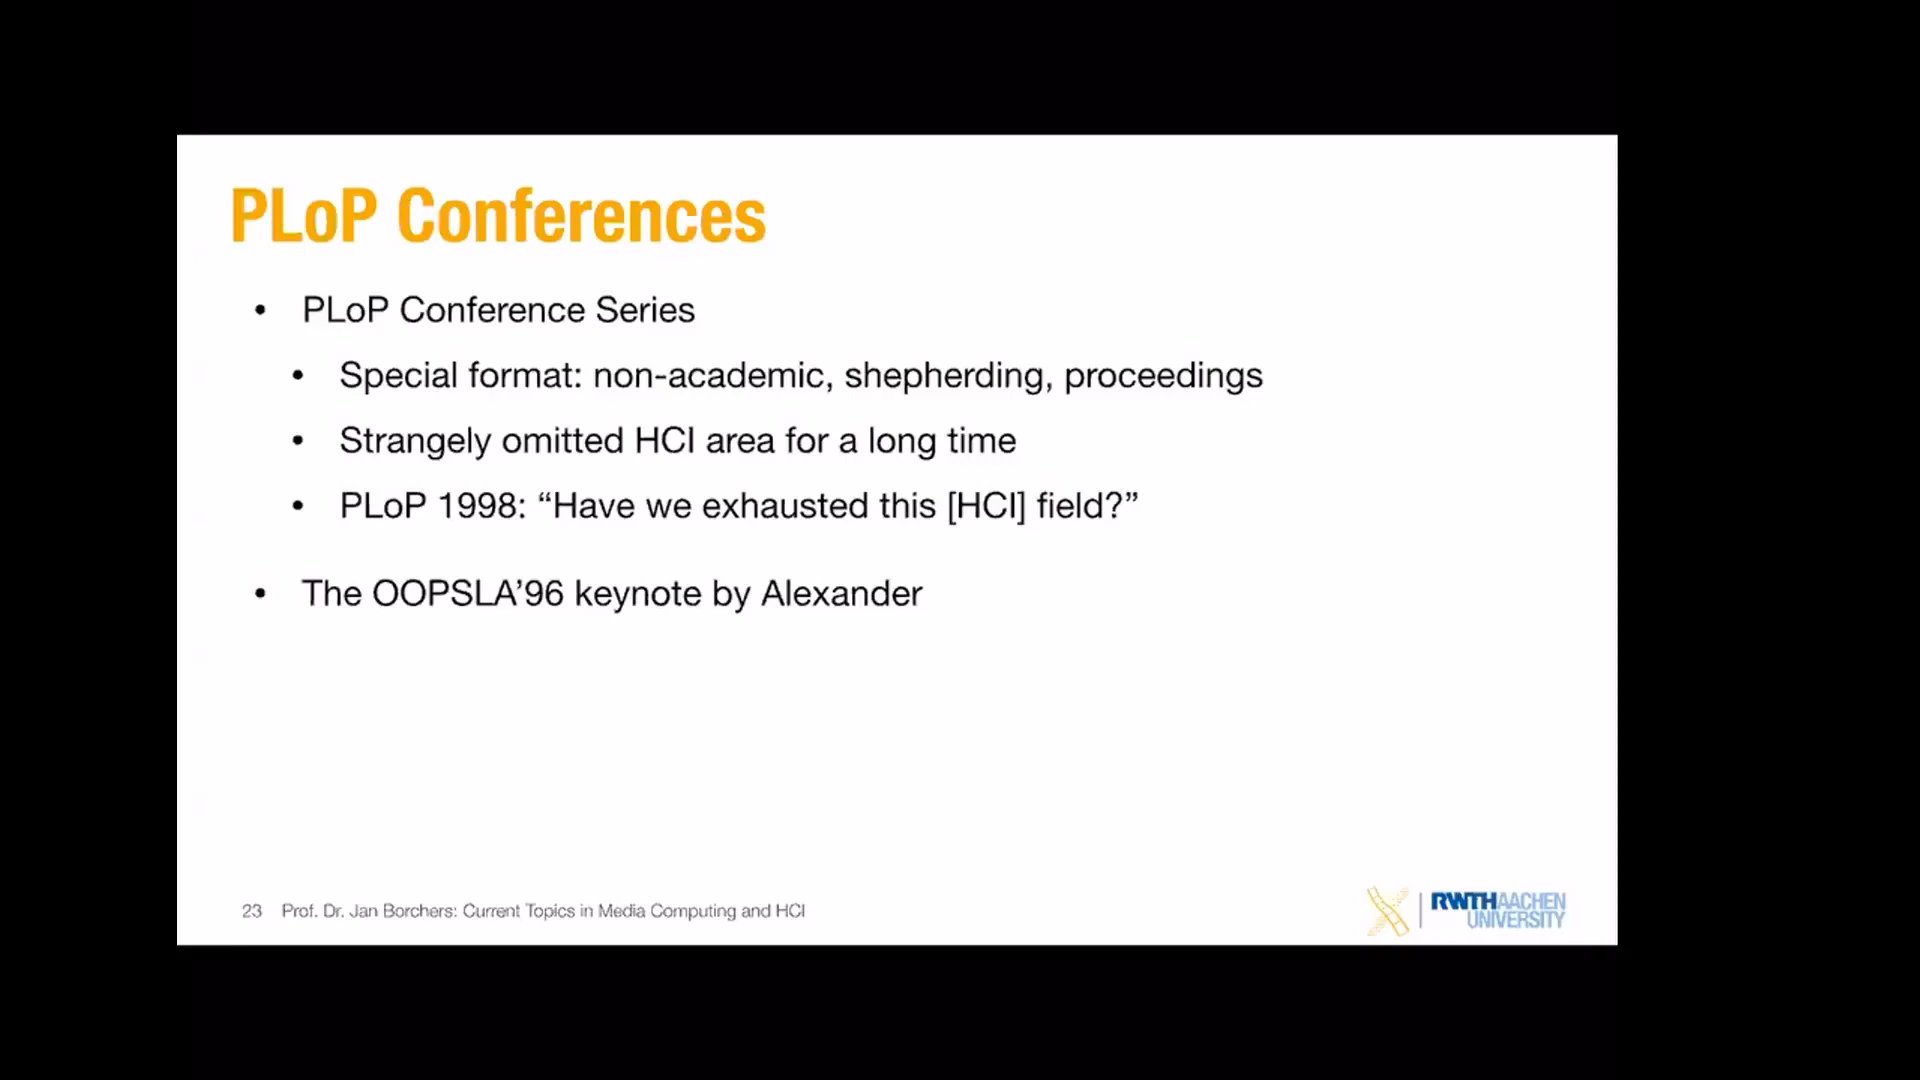 PLoP Conferences
• PLoP Conference Series
• Special format: non-academic, shepherding, proceedings
• Strangely omitted HCI area for a long time
• PLoP 1998: “Have we exhausted this [HCI] field?”
• The OOPSLA’96 keynote by Alexander
23 Prof. Dr. Jan Borchers: Current Topics in Media Computing and HCI
RWTHAACHEN
UNIVERSITY